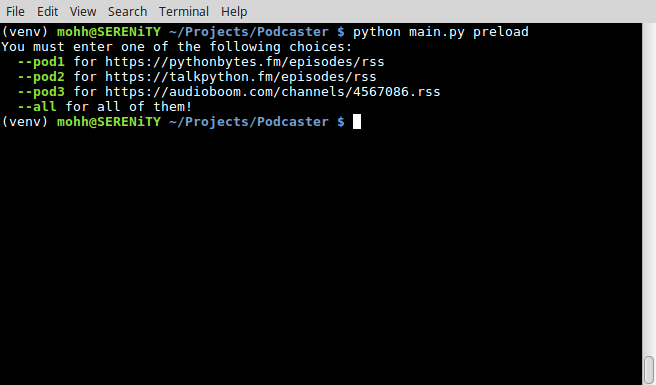 File Edit View Search Terminal Help
(venv) mohh@SERENiTY ~/Projects/Podcaster $ python main.py preload
You must enter one of the following choices:
--pod1 for https://pythonbytes.fm/episodes/rss
--pod2 for https://talkpython.fm/episodes/rss
--pod3 for https://audioboom.com/channels/4567086.rss
--all for all of them!
(venv) mohh@SERENiTY ~/Projects/Podcaster $